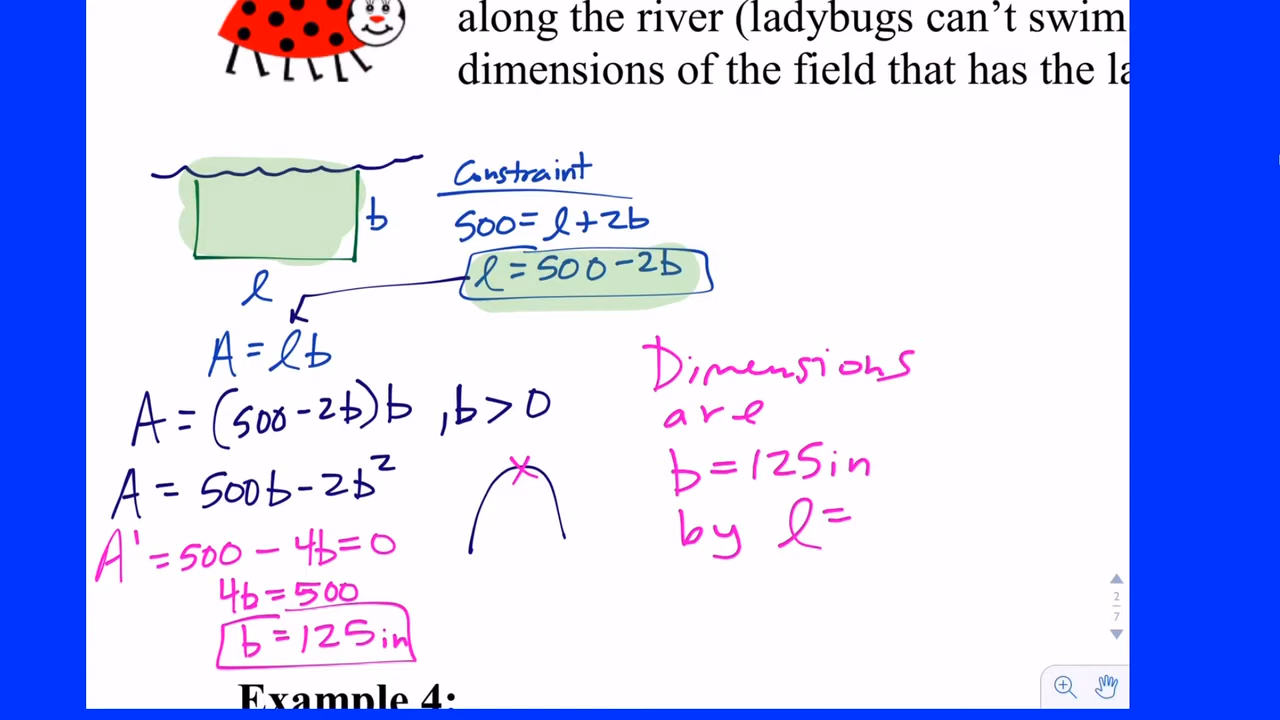 along the river (ladybugs can’t swim
dimensions of the field that has the la
Constraint
500 = l + 2b
l = 500 - 2b
b
l
A = lb
A = (500 - 2b)b , b > 0
A = 500b - 2b²
A' = 500 - 4b = 0
4b = 500
b = 125in
Dimensions
are
b = 125in
by l =
2
7
Example 4: